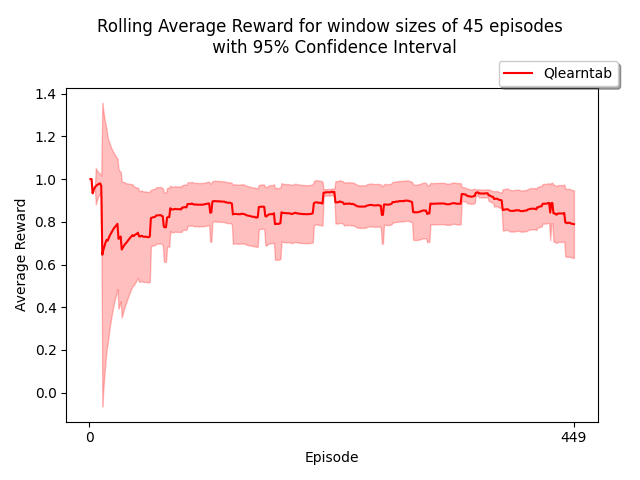 Rolling Average Reward for window sizes of 45 episodes
with 95% Confidence Interval
Qlearntab
1.4
1.2
1.0
0.8
0.6
0.4
0.2
0.0
Average Reward
0
449
Episode